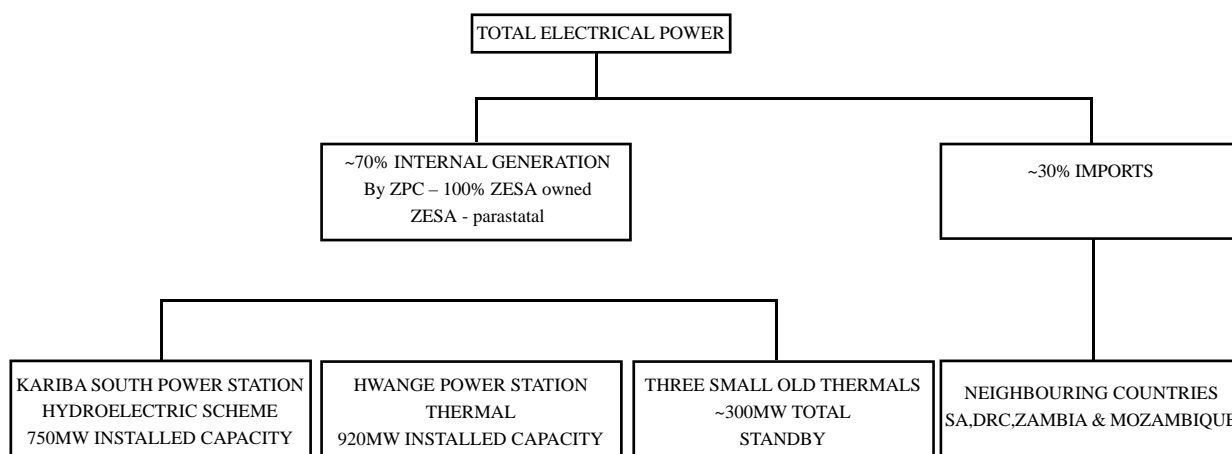 TOTAL ELECTRICAL POWER
~70% INTERNAL GENERATION
By ZPC – 100% ZESA owned
ZESA - parastatal
~30% IMPORTS
KARIBA SOUTH POWER STATION
HYDROELECTRIC SCHEME
750MW INSTALLED CAPACITY
HWANGE POWER STATION
THERMAL
920MW INSTALLED CAPACITY
THREE SMALL OLD THERMALS
~300MW TOTAL
STANDBY
NEIGHBOURING COUNTRIES
SA,DRC,ZAMBIA & MOZAMBIQUE